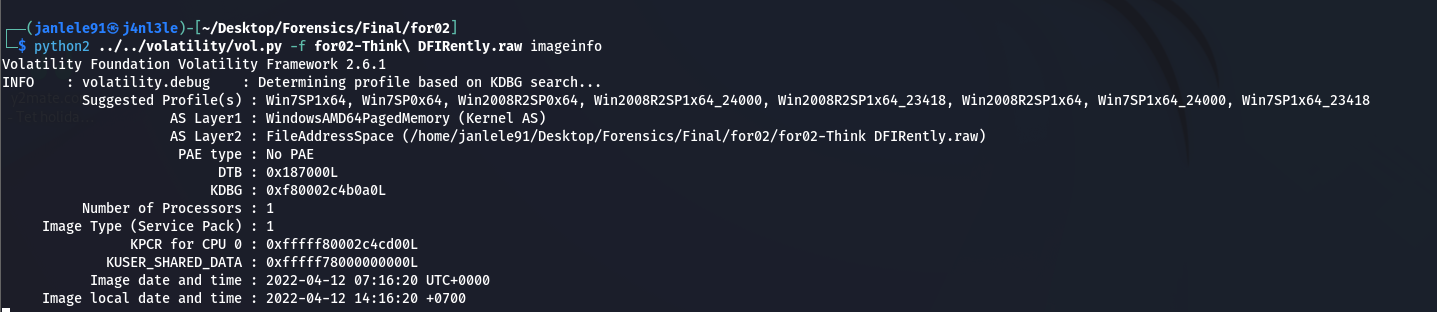 ┌──(janlele91㉿j4nl3le)-[~/Desktop/Forensics/Final/for02]
└─$ python2 ../../volatility/vol.py -f for02-Think\ DFIRently.raw imageinfo
Volatility Foundation Volatility Framework 2.6.1
INFO    : volatility.debug    : Determining profile based on KDBG search...
Suggested Profile(s) : Win7SP1x64, Win7SP0x64, Win2008R2SP0x64, Win2008R2SP1x64_24000, Win2008R2SP1x64_23418, Win2008R2SP1x64, Win7SP1x64_24000, Win7SP1x64_23418
AS Layer1 : WindowsAMD64PagedMemory (Kernel AS)
AS Layer2 : FileAddressSpace (/home/janlele91/Desktop/Forensics/Final/for02/for02-Think DFIRently.raw)
PAE type : No PAE
DTB : 0x187000L
KDBG : 0xf80002c4b0a0L
Number of Processors : 1
Image Type (Service Pack) : 1
KPCR for CPU 0 : 0xfffff80002c4cd00L
KUSER_SHARED_DATA : 0xfffff78000000000L
Image date and time : 2022-04-12 07:16:20 UTC+0000
Image local date and time : 2022-04-12 14:16:20 +0700